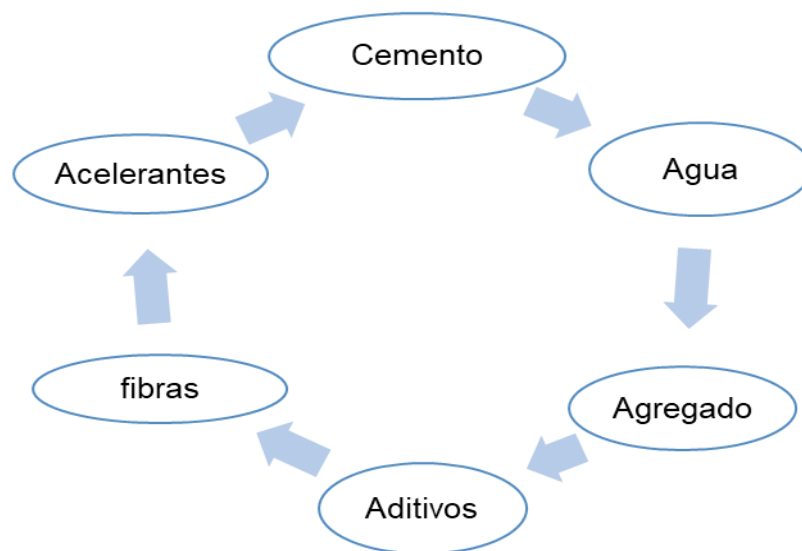 Cemento
Agua
Agregado
Aditivos
fibras
Acelerantes